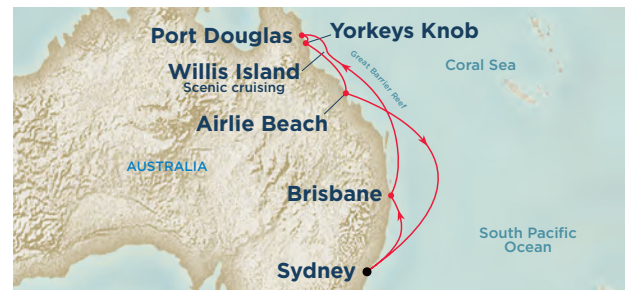 Port Douglas
Yorkeys Knob
Willis Island
Scenic cruising
Great Barrier Reef
Coral Sea
Airlie Beach
AUSTRALIA
Brisbane
South Pacific
Ocean
Sydney